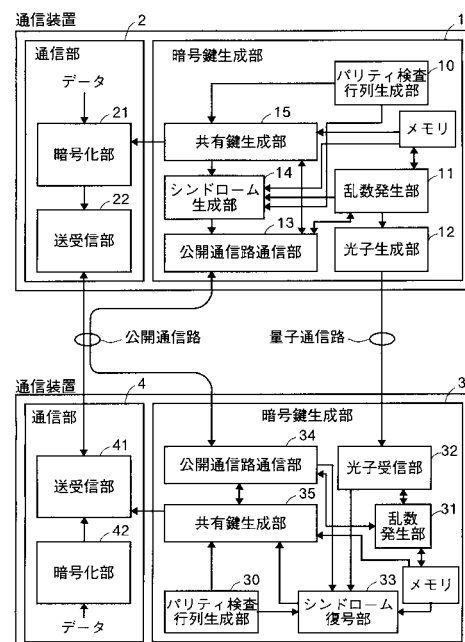 通信装置
2
1
通信部
暗号鍵生成部
データ
パリティ検査
行列生成部
10
21
暗号化部
15
共有鍵生成部
メモリ
14
シンドローム
生成部
11
乱数発生部
22
送受信部
13
公開通信路通信部
12
光子生成部
公開通信路
量子通信路
通信装置
4
3
通信部
暗号鍵生成部
41
送受信部
34
公開通信路通信部
32
光子受信部
35
共有鍵生成部
31
乱数
発生部
42
暗号化部
30
パリティ検査
行列生成部
33
シンドローム
復号部
メモリ
データ